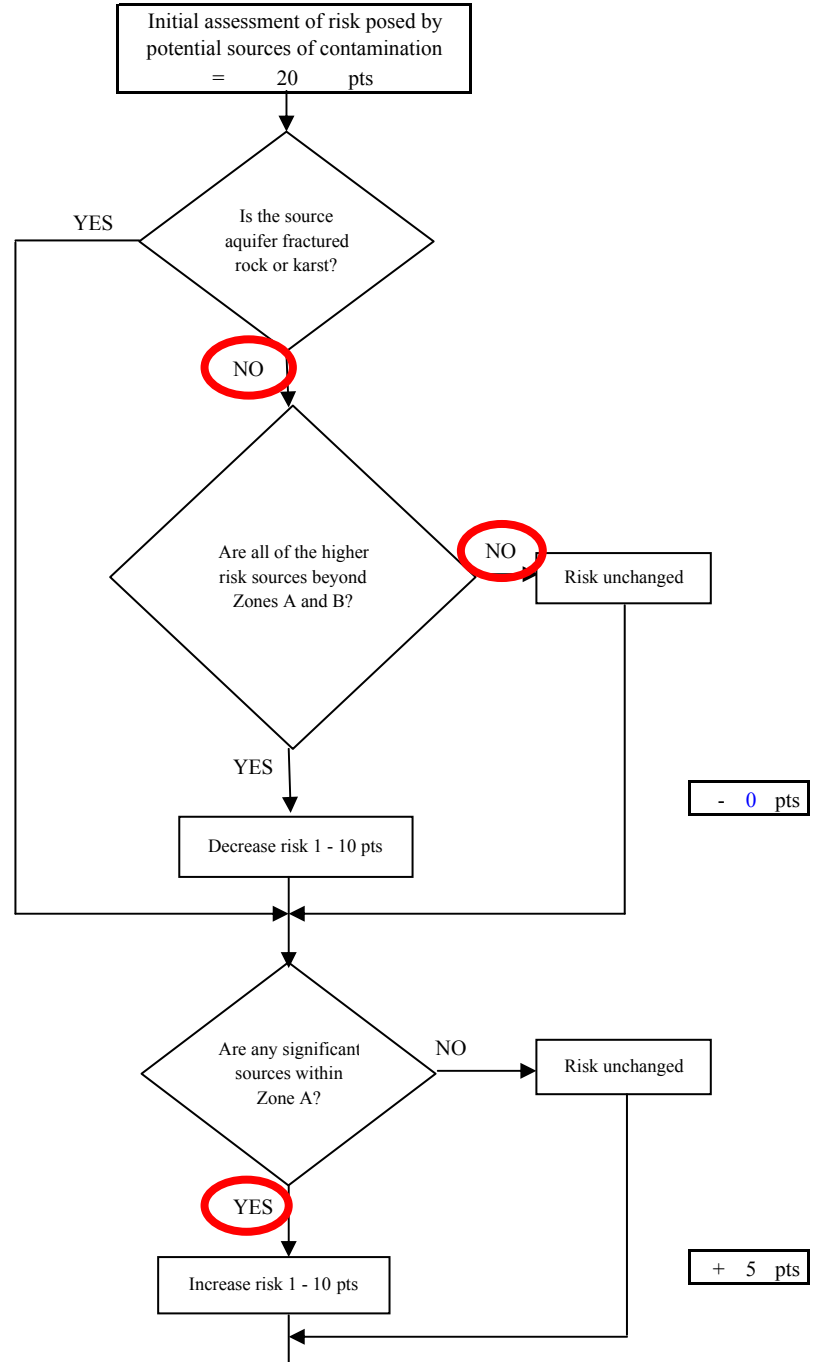 Initial assessment of risk posed by
potential sources of contamination
= 20 pts
YES
Is the source
aquifer fractured
rock or karst?
NO
Are all of the higher
risk sources beyond
Zones A and B?
NO
Risk unchanged
YES
- 0 pts
Decrease risk 1 - 10 pts
Are any significant
sources within
Zone A?
NO
Risk unchanged
YES
+ 5 pts
Increase risk 1 - 10 pts